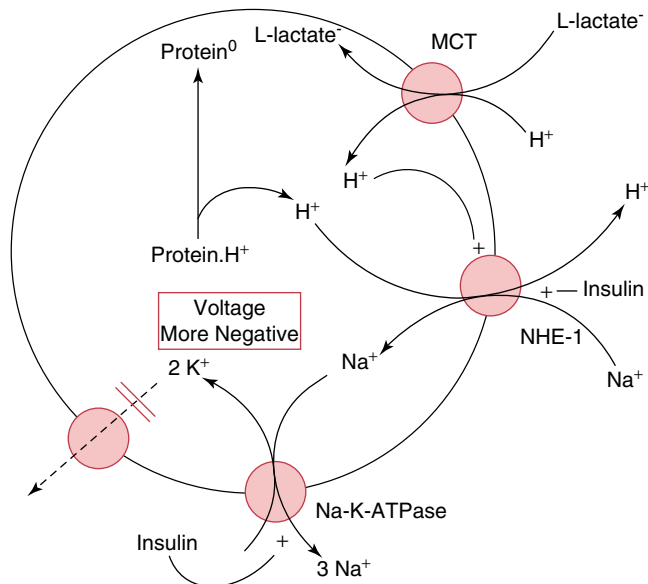 L-lactate⁻
MCT
L-lactate⁻
Protein⁰
H⁺
H⁺
H⁺
H⁺
+
Protein.H⁺
+ — Insulin
Voltage
More Negative
NHE-1
2 K⁺
Na⁺
Na⁺
Na-K-ATPase
Insulin
+
3 Na⁺